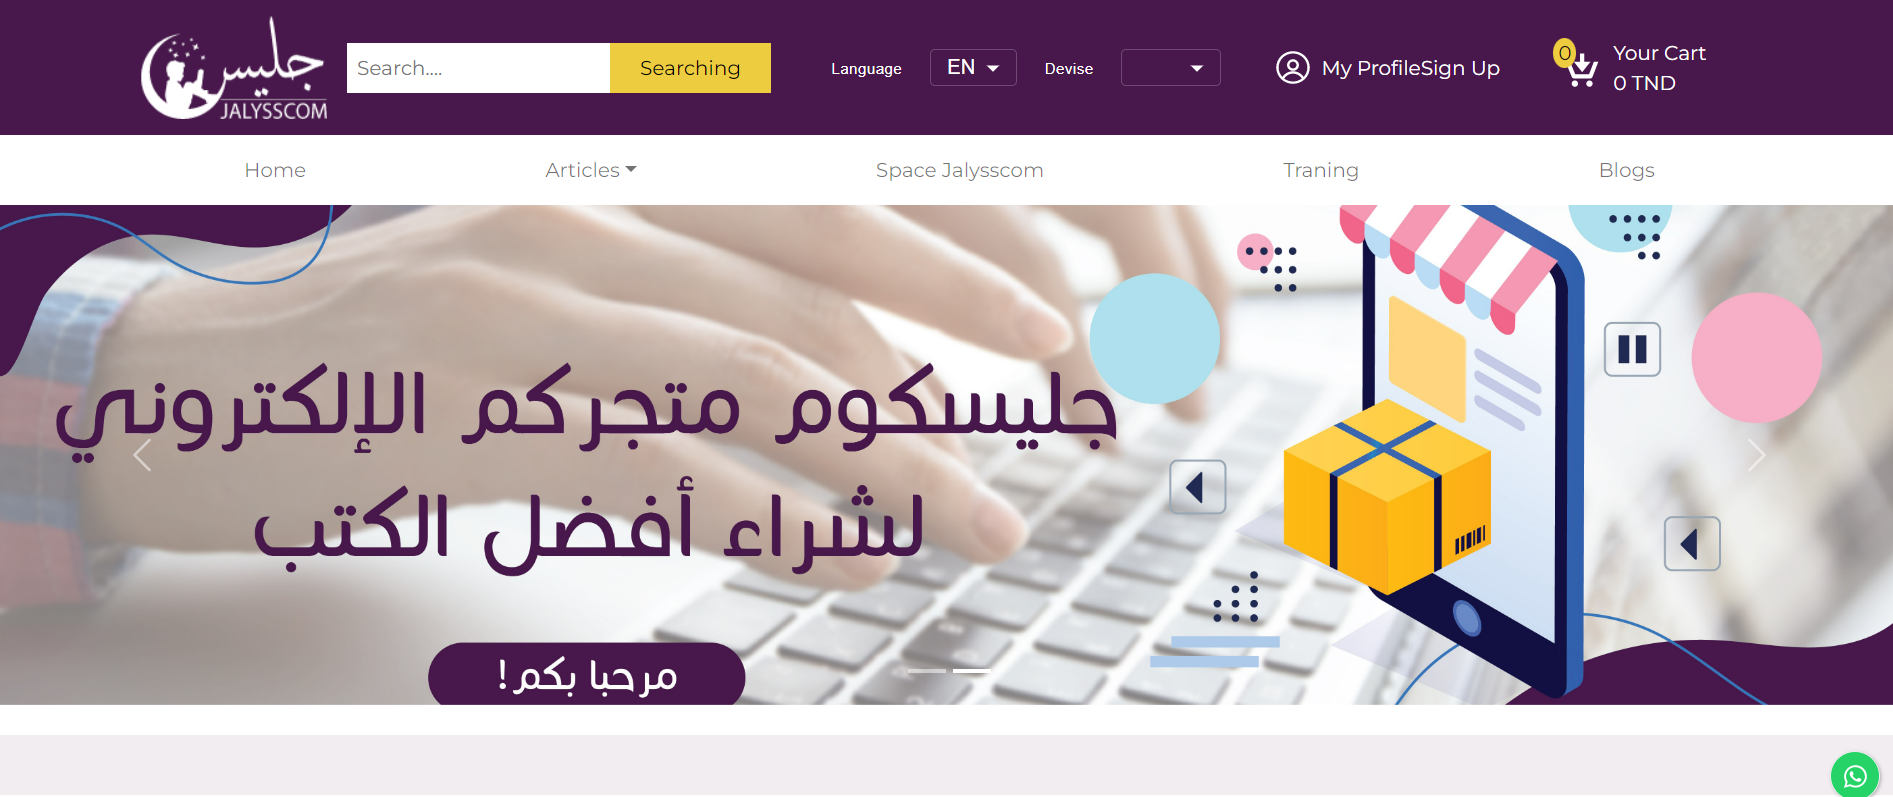 جليس
JALYSSCOM
Search....
Searching
Language
EN
Devise
My ProfileSign Up
0
Your Cart
0 TND
Home
Articles
Space Jalysscom
Traning
Blogs
جليسكوم متجركم الإلكتروني
لشراء أفضل الكتب
مرحبا بكم!